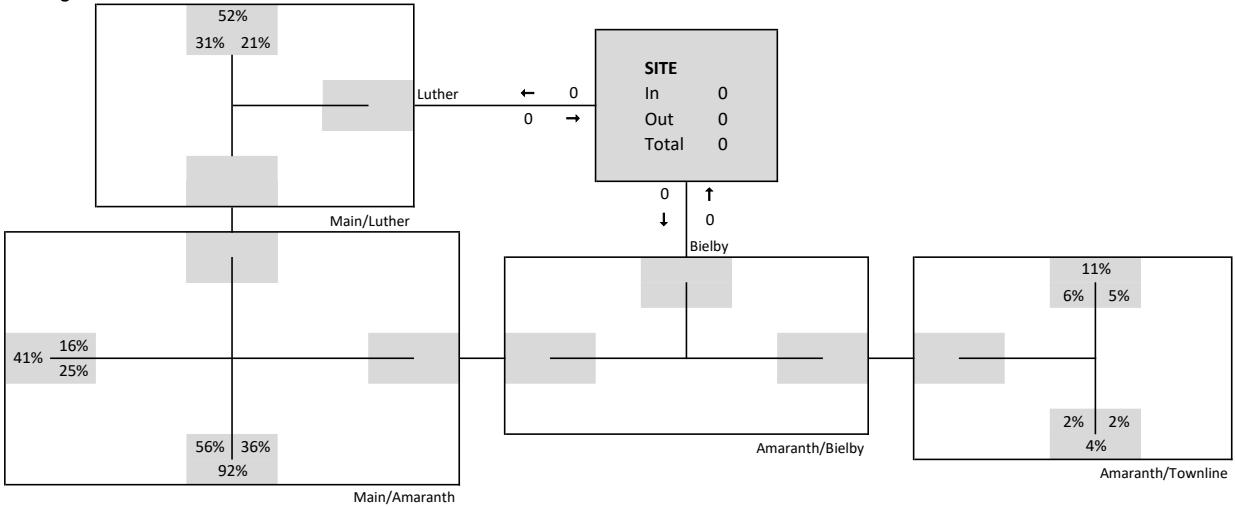 52%
31% 21%
Luther ← 0
0 →
SITE
In 0
Out 0
Total 0
0 ↑
↓ 0
Main/Luther
Bielby
11%
6% 5%
41% 16%
25%
56% 36%
92%
2% 2%
4%
Amaranth/Bielby
Amaranth/Townline
Main/Amaranth